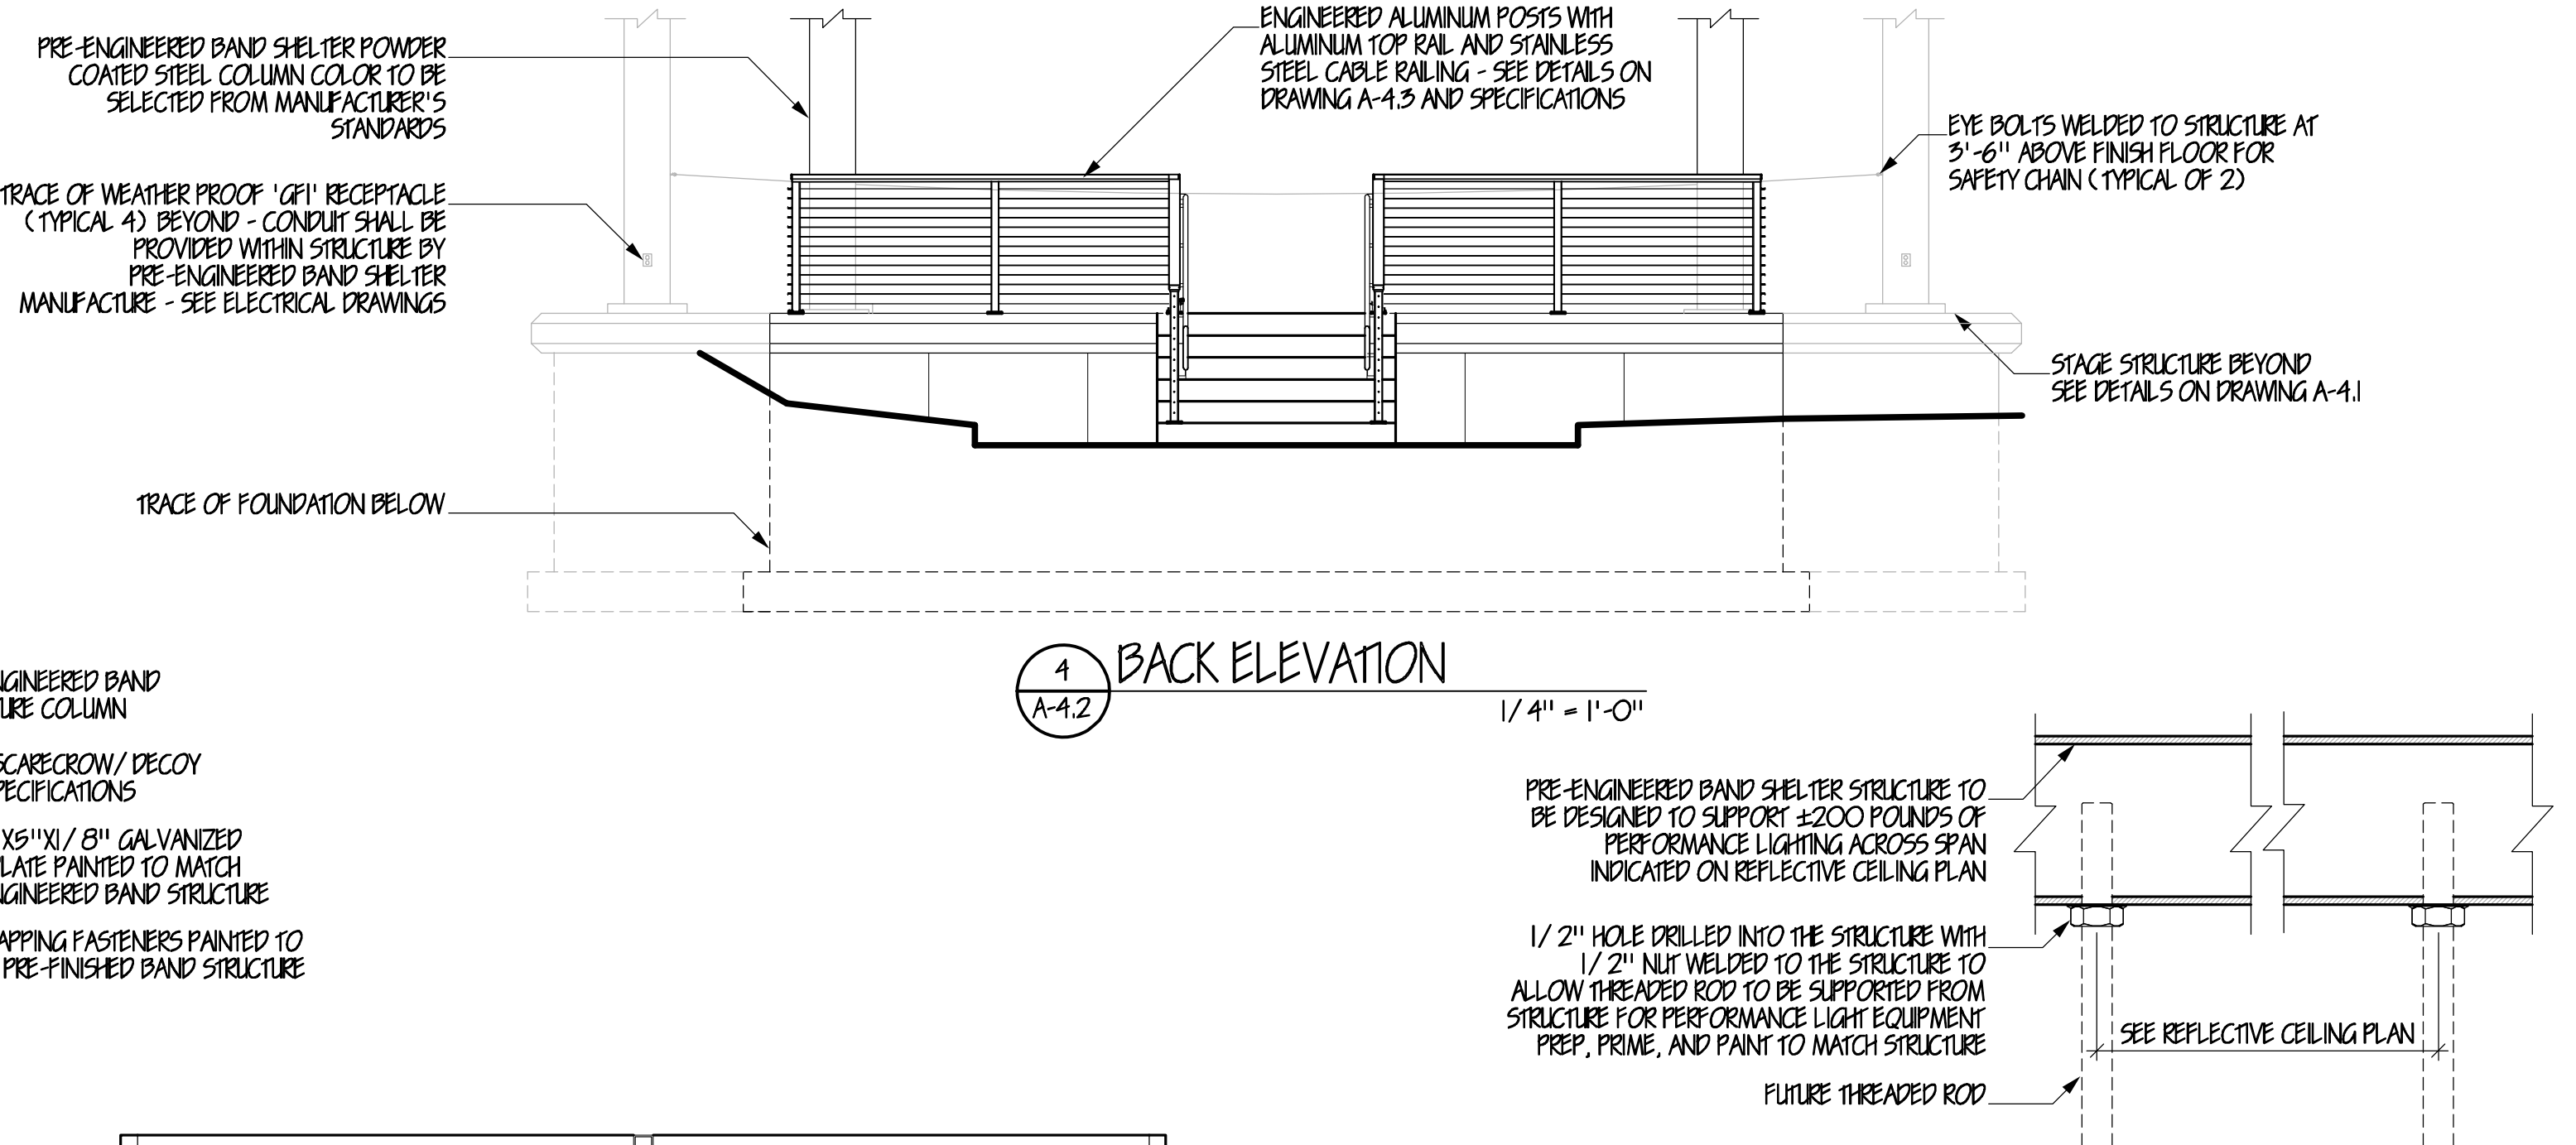 PRE-ENGINEERED BAND SHELTER POWDER
COATED STEEL COLUMN COLOR TO BE
SELECTED FROM MANUFACTURER'S
STANDARDS
TRACE OF WEATHER PROOF 'GFI' RECEPTACLE
(TYPICAL 4) BEYOND - CONDUIT SHALL BE
PROVIDED WITHIN STRUCTURE BY
PRE-ENGINEERED BAND SHELTER
MANUFACTURE - SEE ELECTRICAL DRAWINGS
TRACE OF FOUNDATION BELOW
ENGINEERED ALUMINUM POSTS WITH
ALUMINUM TOP RAIL AND STAINLESS
STEEL CABLE RAILING - SEE DETAILS ON
DRAWING A-4.3 AND SPECIFICATIONS
EYE BOLTS WELDED TO STRUCTURE AT
3'-6" ABOVE FINISH FLOOR FOR
SAFETY CHAIN (TYPICAL OF 2)
STAGE STRUCTURE BEYOND
SEE DETAILS ON DRAWING A-4.1
4
A-4.2
BACK ELEVATION
1/4" = 1'-0"
NGINEERED BAND
URE COLUMN
SCARECROW/DECOY
PECIFICATIONS
X5"X1/8" GALVANIZED
LATE PAINTED TO MATCH
NGINEERED BAND STRUCTURE
APPING FASTENERS PAINTED TO
PRE-FINISHED BAND STRUCTURE
PRE-ENGINEERED BAND SHELTER STRUCTURE TO
BE DESIGNED TO SUPPORT ±200 POUNDS OF
PERFORMANCE LIGHTING ACROSS SPAN
INDICATED ON REFLECTIVE CEILING PLAN
1/2" HOLE DRILLED INTO THE STRUCTURE WITH
1/2" NUT WELDED TO THE STRUCTURE TO
ALLOW THREADED ROD TO BE SUPPORTED FROM
STRUCTURE FOR PERFORMANCE LIGHT EQUIPMENT
PREP, PRIME, AND PAINT TO MATCH STRUCTURE
FUTURE THREADED ROD
SEE REFLECTIVE CEILING PLAN